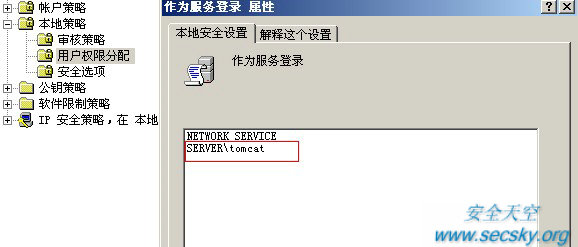 帐户策略
本地策略
审核策略
用户权限分配
安全选项
公钥策略
软件限制策略
IP 安全策略，在 本地
作为服务登录 属性
本地安全设置
解释这个设置
作为服务登录
NETWORK SERVICE
SERVER\tomcat
安全天空
www.secsky.org